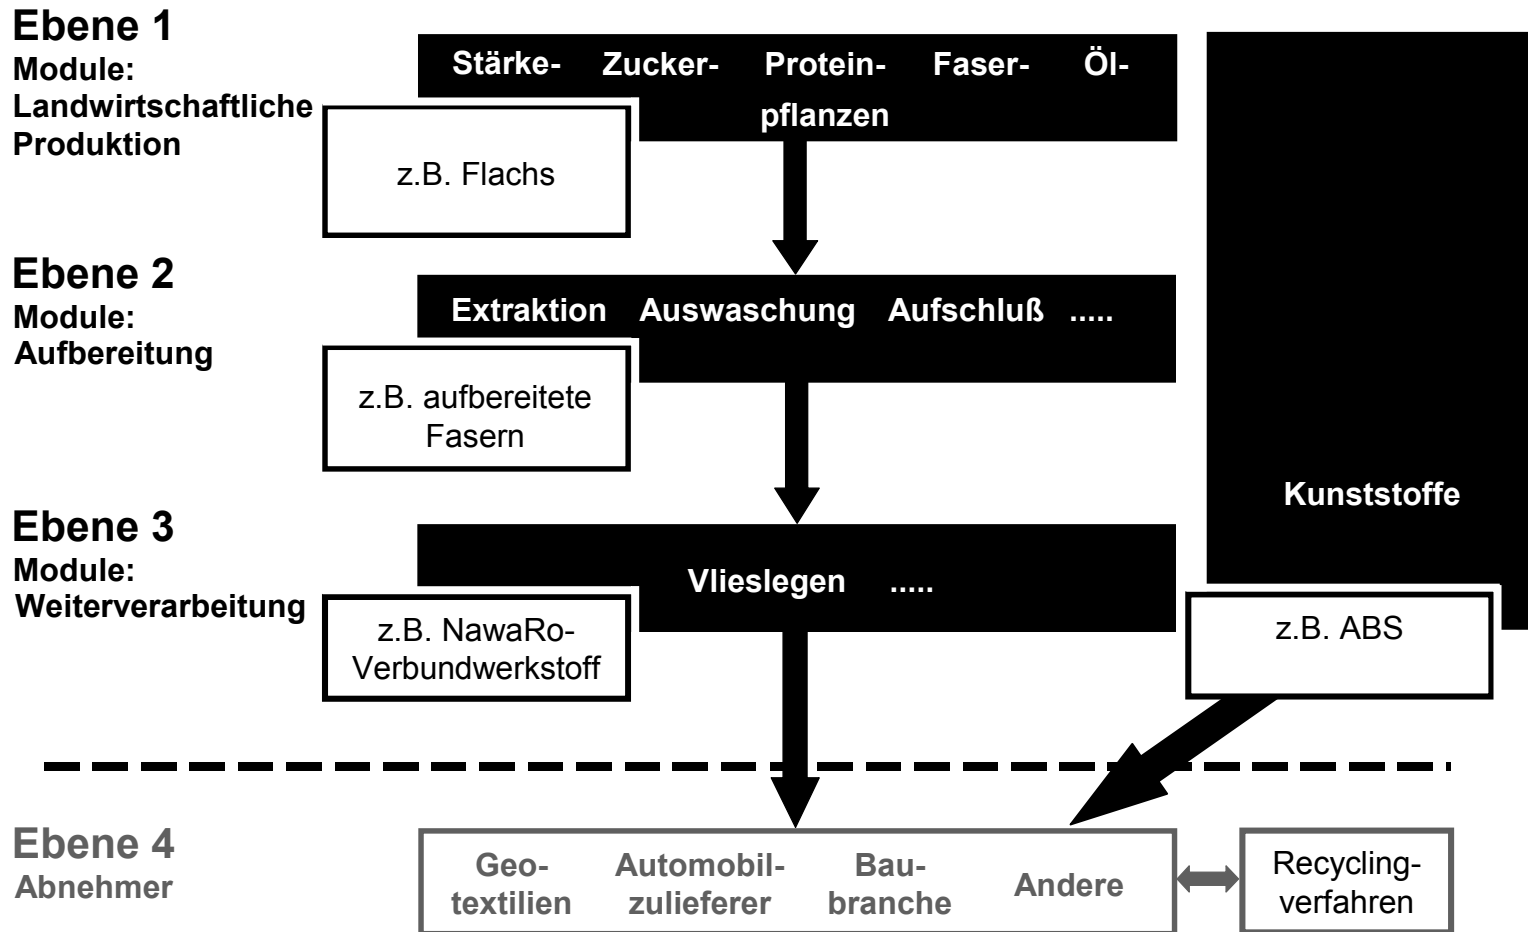 Ebene 1
Module:
Landwirtschaftliche
Produktion
Stärke- Zucker- Protein- Faser- Öl-
pflanzen
z.B. Flachs
Ebene 2
Module:
Aufbereitung
Extraktion Auswaschung Aufschluß .....
z.B. aufbereitete
Fasern
Kunststoffe
Ebene 3
Module:
Weiterverarbeitung
Vlieslegen .....
z.B. NawaRo-
Verbundwerkstoff
z.B. ABS
Ebene 4
Abnehmer
Geo-
textilien
Automobil-
zulieferer
Bau-
branche
Andere
Recycling-
verfahren